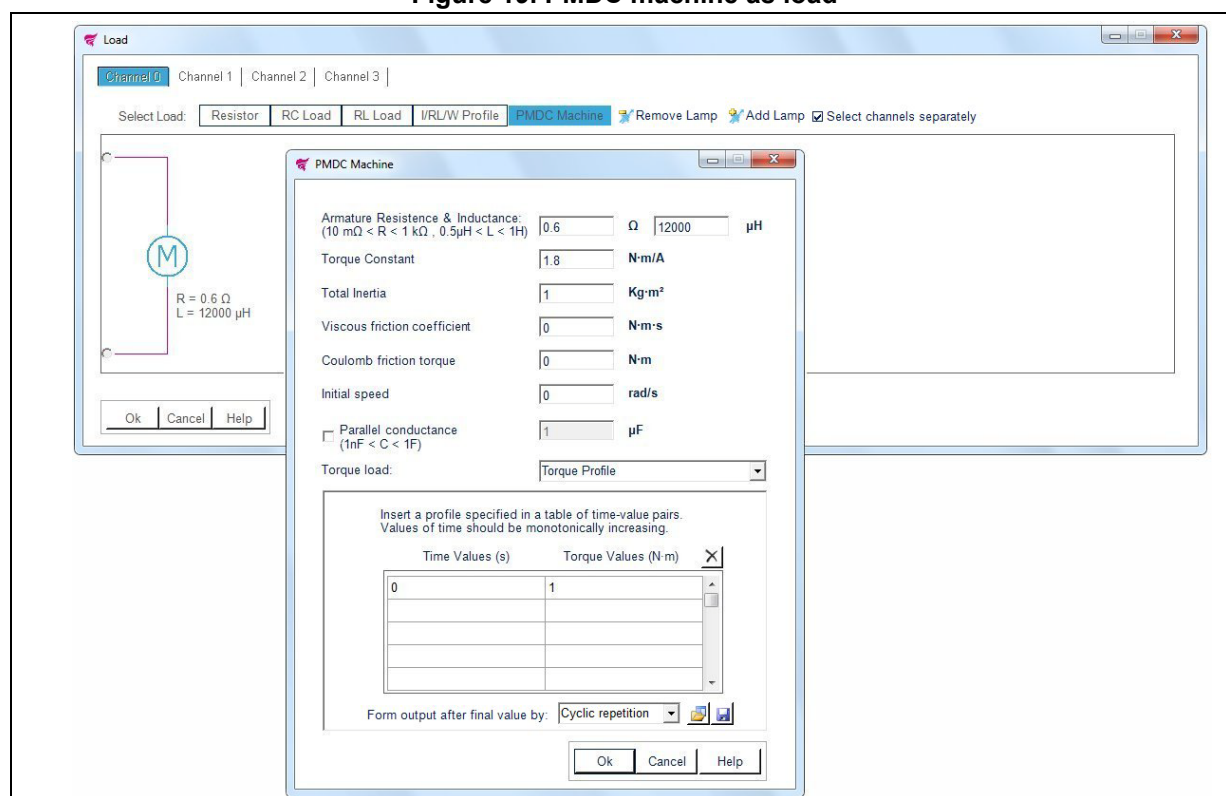 Figure 15. PMDC machine as load
Load
Channel 0 Channel 1 Channel 2 Channel 3
Select Load: Resistor RC Load RL Load I/RL/W Profile PMDC Machine Remove Lamp Add Lamp Select channels separately
M
R = 0.6 Ω
L = 12000 µH
Ok Cancel Help
PMDC Machine
Armature Resistence & Inductance:
(10 mΩ < R < 1 kΩ , 0.5µH < L < 1H) 0.6 Ω 12000 µH
Torque Constant 1.8 N·m/A
Total Inertia 1 Kg·m²
Viscous friction coefficient 0 N·m·s
Coulomb friction torque 0 N·m
Initial speed 0 rad/s
Parallel conductance 1 µF
(1nF < C < 1F)
Torque load: Torque Profile
Insert a profile specified in a table of time-value pairs.
Values of time should be monotonically increasing.
Time Values (s) Torque Values (N·m)
0 1
Form output after final value by: Cyclic repetition
Ok Cancel Help